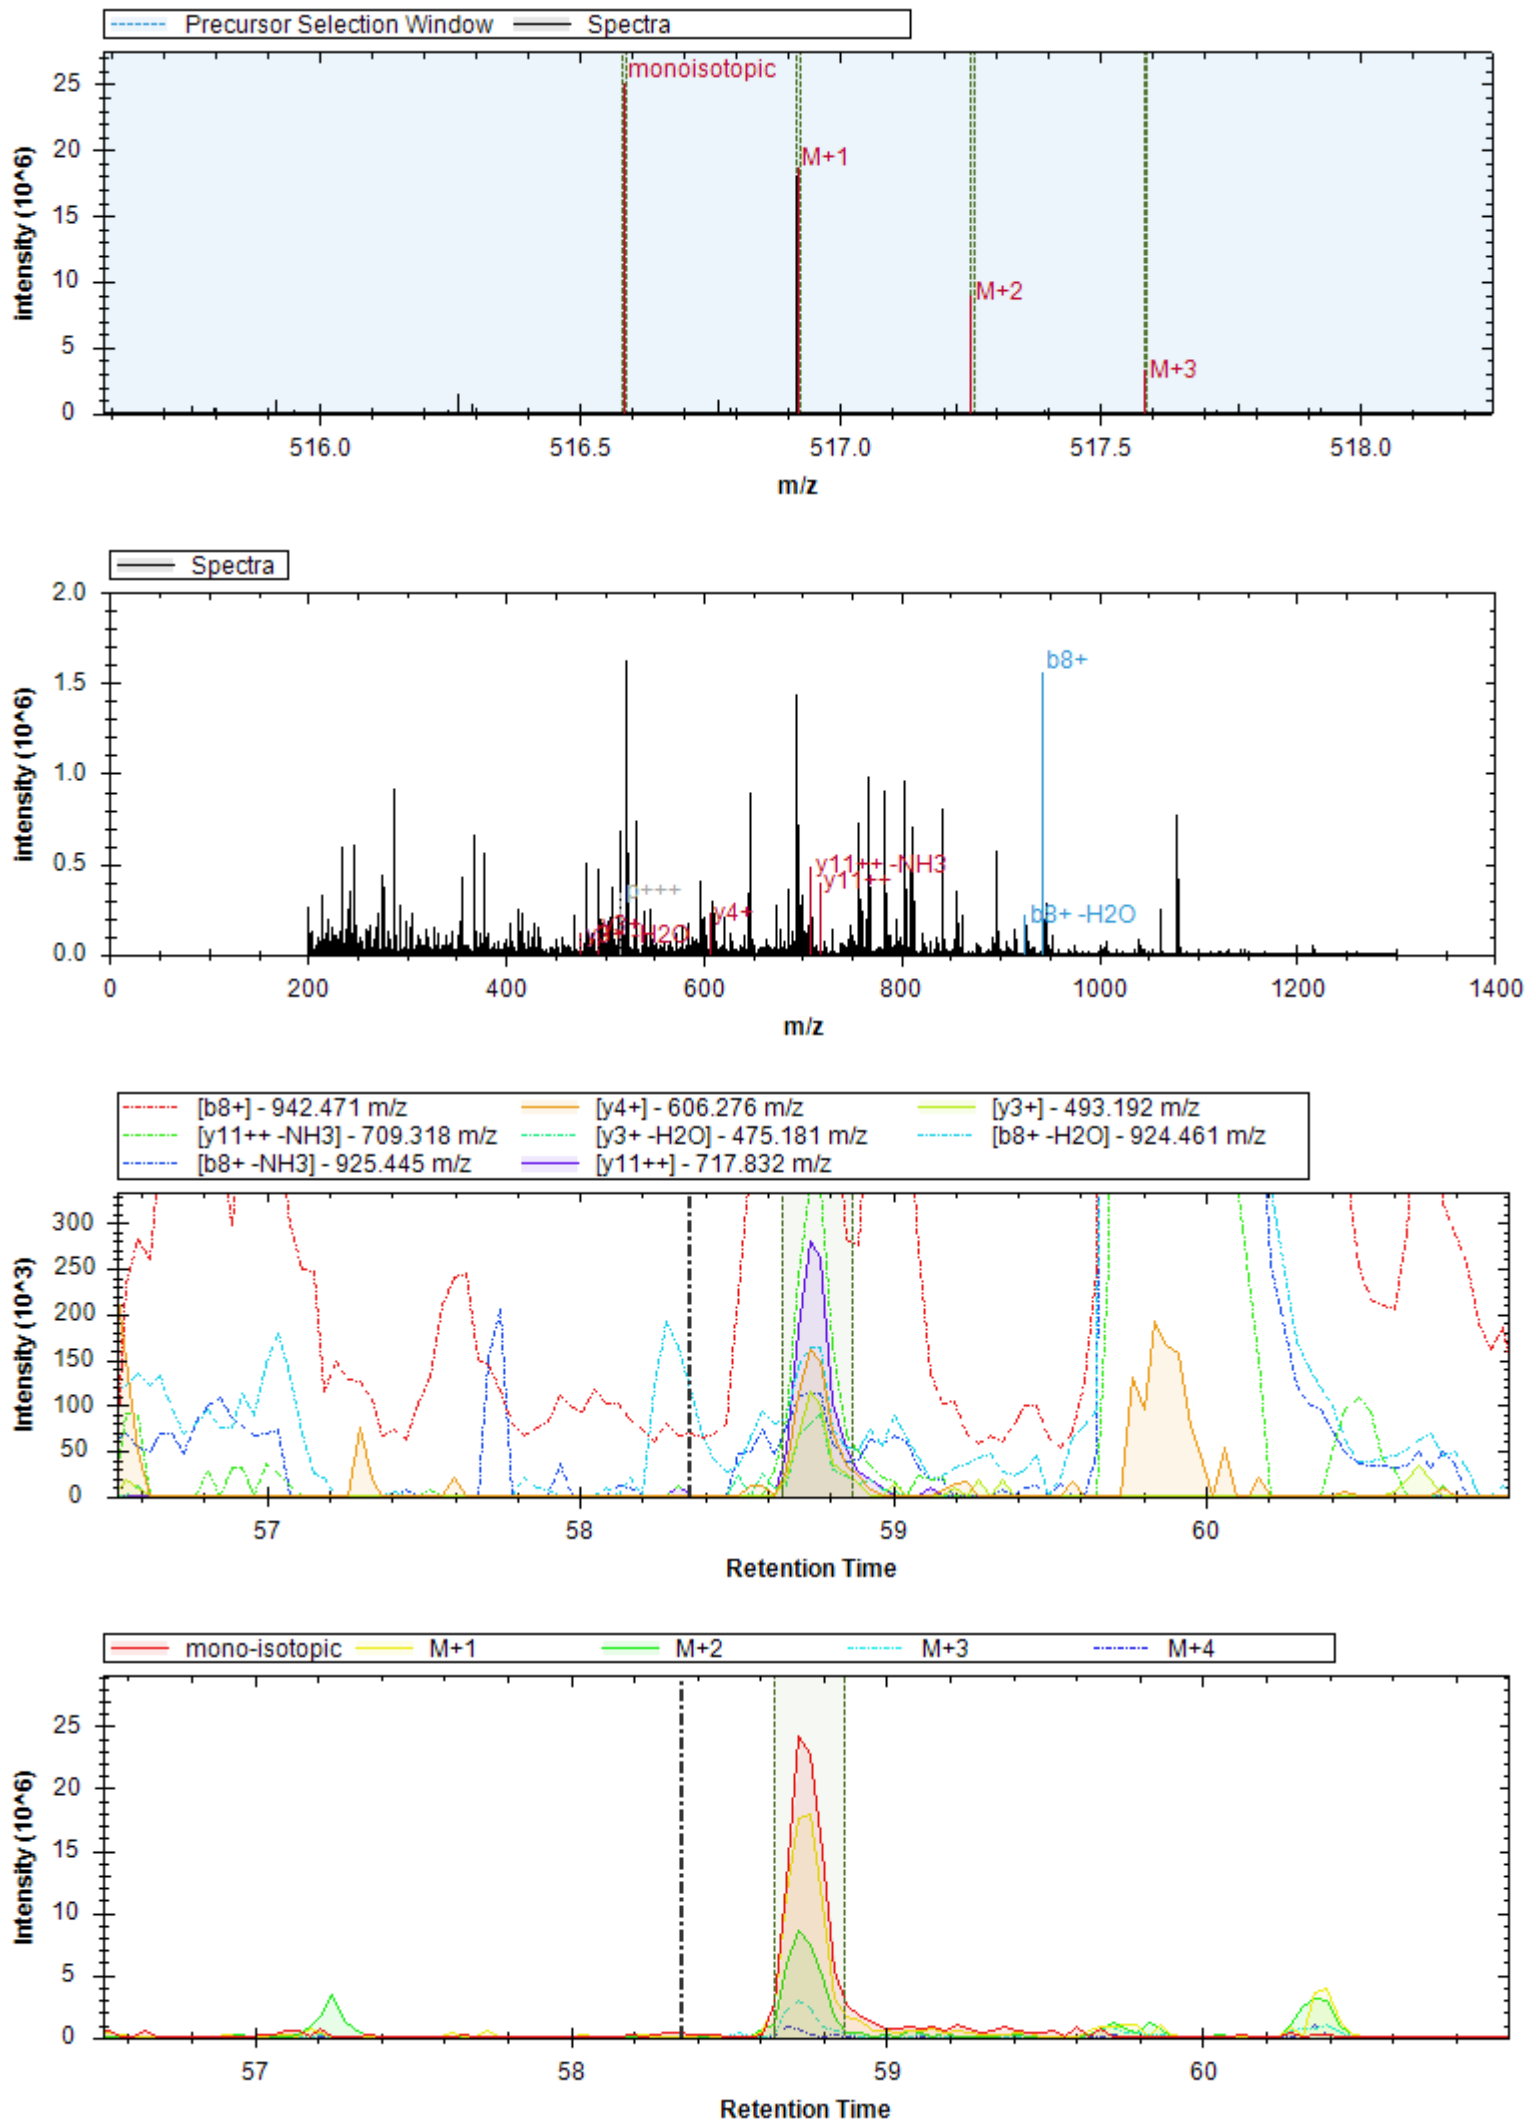 Precursor Selection Window Spectra
monoisotopic
M+1
M+2
M+3
25
20
15
10
5
0
intensity (10^6)
516.0 516.5 517.0 517.5 518.0
m/z
Spectra
2.0
1.5
1.0
0.5
0.0
intensity (10^6)
b8+
y11++ -NH3
y11++
p+++
y4+
b8+ -H2O
y3+
y3+ -H2O
0 200 400 600 800 1000 1200 1400
m/z
[b8+] - 942.471 m/z [y4+] - 606.276 m/z [y3+] - 493.192 m/z
[y11++ -NH3] - 709.318 m/z [y3+ -H2O] - 475.181 m/z [b8+ -H2O] - 924.461 m/z
[b8+ -NH3] - 925.445 m/z [y11++] - 717.832 m/z
300
250
200
150
100
50
0
Intensity (10^3)
57 58 59 60
Retention Time
mono-isotopic M+1 M+2 M+3 M+4
25
20
15
10
5
0
Intensity (10^6)
57 58 59 60
Retention Time